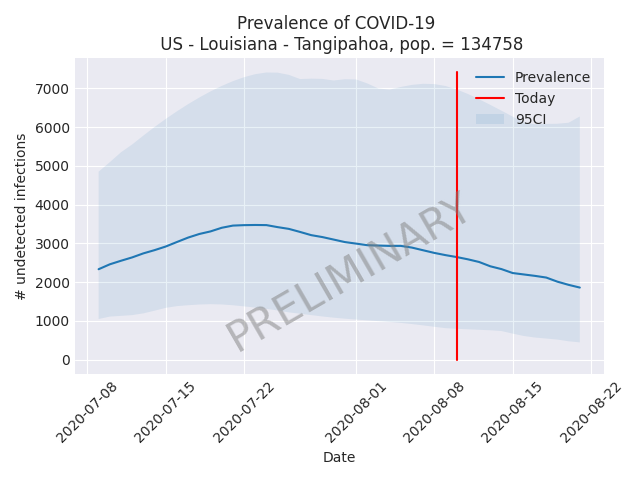 Prevalence of COVID-19
US - Louisiana - Tangipahoa, pop. = 134758
# undetected infections
7000
6000
5000
4000
3000
2000
1000
0
Prevalence
Today
95CI
PRELIMINARY
2020-07-08
2020-07-15
2020-07-22
2020-08-01
2020-08-08
2020-08-15
2020-08-22
Date